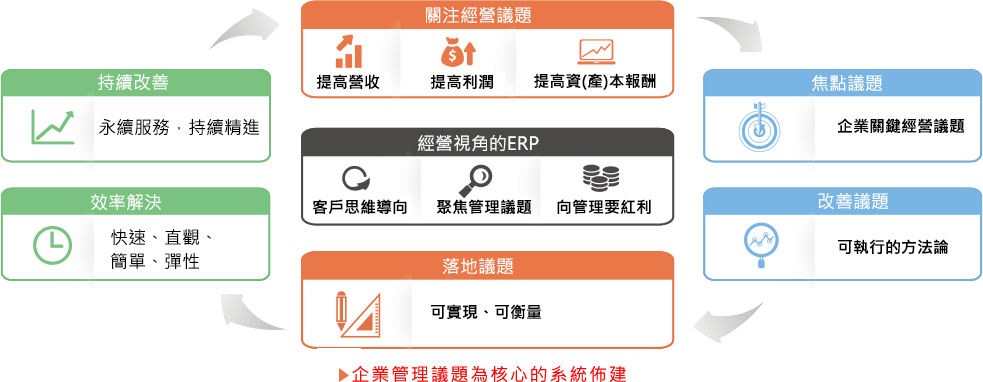 關注經營議題
提高營收
提高利潤
提高資(產)本報酬
持續改善
永續服務，持續精進
焦點議題
企業關鍵經營議題
經營視角的ERP
客戶思維導向
聚焦管理議題
向管理要紅利
效率解決
快速、直觀、
簡單、彈性
改善議題
可執行的方法論
落地議題
可實現、可衡量
企業管理議題為核心的系統佈建